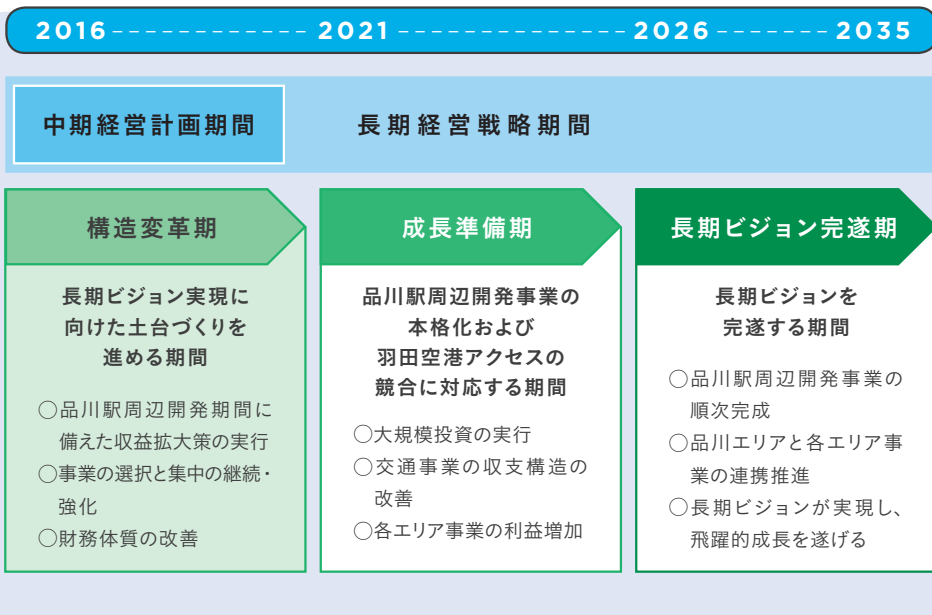 2016 2021 2026 2035
中期経営計画期間
長期経営戦略期間
構造変革期
長期ビジョン実現に
向けた土台づくりを
進める期間
○品川駅周辺開発期間に
備えた収益拡大策の実行
○事業の選択と集中の継続・
強化
○財務体質の改善
成長準備期
品川駅周辺開発事業の
本格化および
羽田空港アクセスの
競合に対応する期間
○大規模投資の実行
○交通事業の収支構造の
改善
○各エリア事業の利益増加
長期ビジョン完遂期
長期ビジョンを
完遂する期間
○品川駅周辺開発事業の
順次完成
○品川エリアと各エリア事
業の連携推進
○長期ビジョンが実現し、
飛躍的成長を遂げる